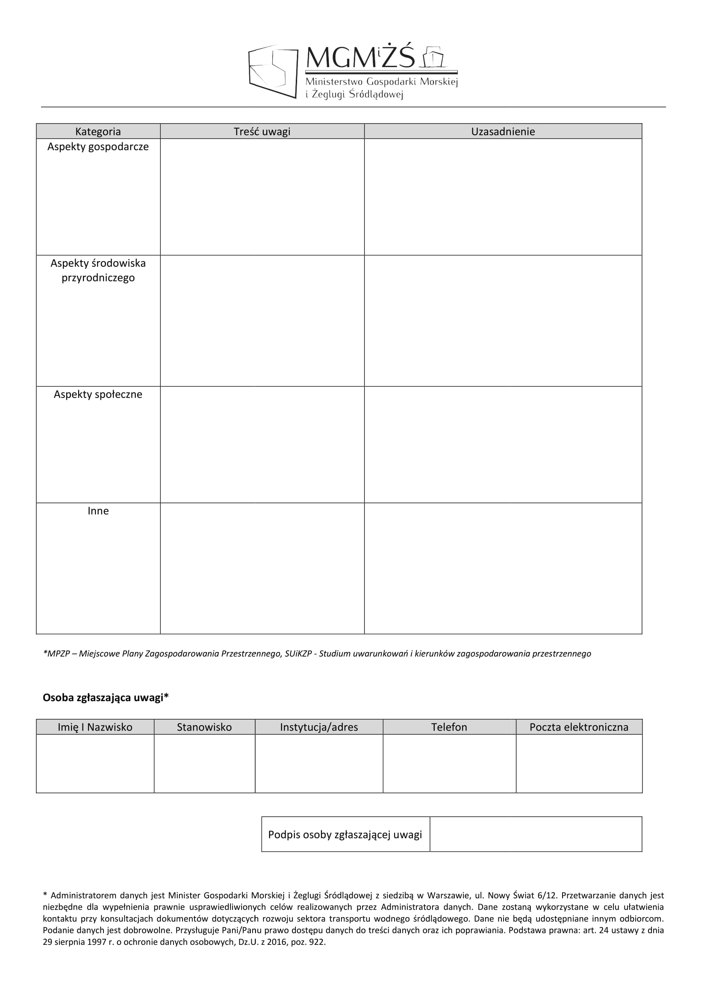 MGMiŻŚ
Ministerstwo Gospodarki Morskiej
i Żeglugi Śródlądowej
Kategoria Treść uwagi Uzasadnienie
Aspekty gospodarcze
Aspekty środowiska
przyrodniczego
Aspekty społeczne
Inne
*MPZP – Miejscowe Plany Zagospodarowania Przestrzennego, SUiKZP - Studium uwarunkowań i kierunków zagospodarowania przestrzennego
Osoba zgłaszająca uwagi*
Imię I Nazwisko Stanowisko Instytucja/adres Telefon Poczta elektroniczna
Podpis osoby zgłaszającej uwagi
* Administratorem danych jest Minister Gospodarki Morskiej i Żeglugi Śródlądowej z siedzibą w Warszawie, ul. Nowy Świat 6/12. Przetwarzanie danych jest
niezbędne dla wypełnienia prawnie usprawiedliwionych celów realizowanych przez Administratora danych. Dane zostaną wykorzystane w celu ułatwienia
kontaktu przy konsultacjach dokumentów dotyczących rozwoju sektora transportu wodnego śródlądowego. Dane nie będą udostępniane innym odbiorcom.
Podanie danych jest dobrowolne. Przysługuje Pani/Panu prawo dostępu danych do treści danych oraz ich poprawiania. Podstawa prawna: art. 24 ustawy z dnia
29 sierpnia 1997 r. o ochronie danych osobowych, Dz.U. z 2016, poz. 922.